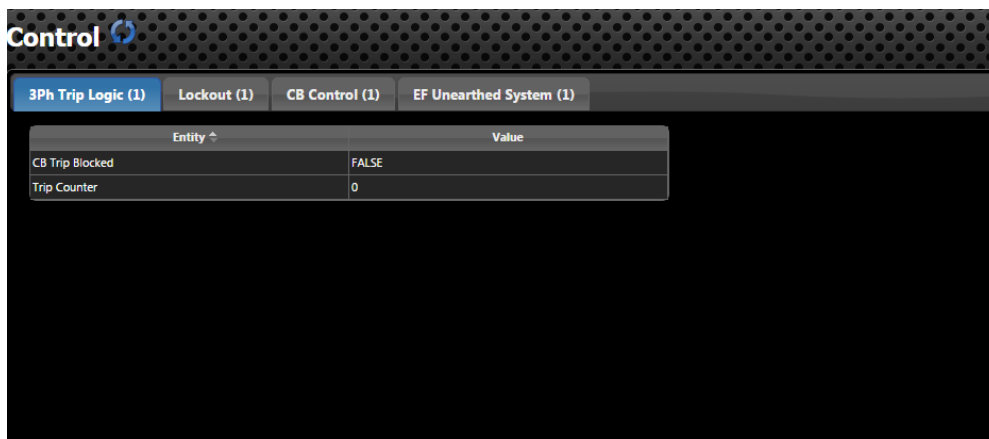 Control
3Ph Trip Logic (1) Lockout (1) CB Control (1) EF Unearthed System (1)
Entity Value
CB Trip Blocked FALSE
Trip Counter 0